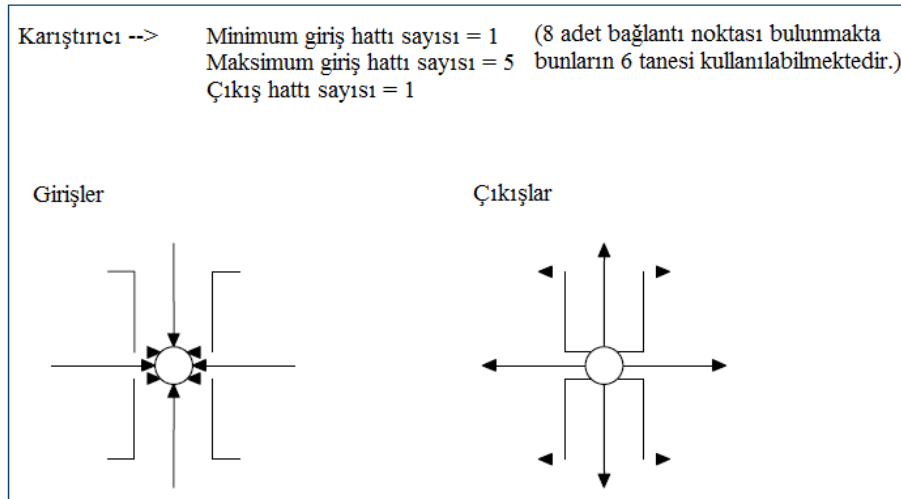 Karıştırıcı --> Minimum giriş hattı sayısı = 1 (8 adet bağlantı noktası bulunmakta
Maksimum giriş hattı sayısı = 5 bunların 6 tanesi kullanılabilmektedir.)
Çıkış hattı sayısı = 1
Girişler Çıkışlar